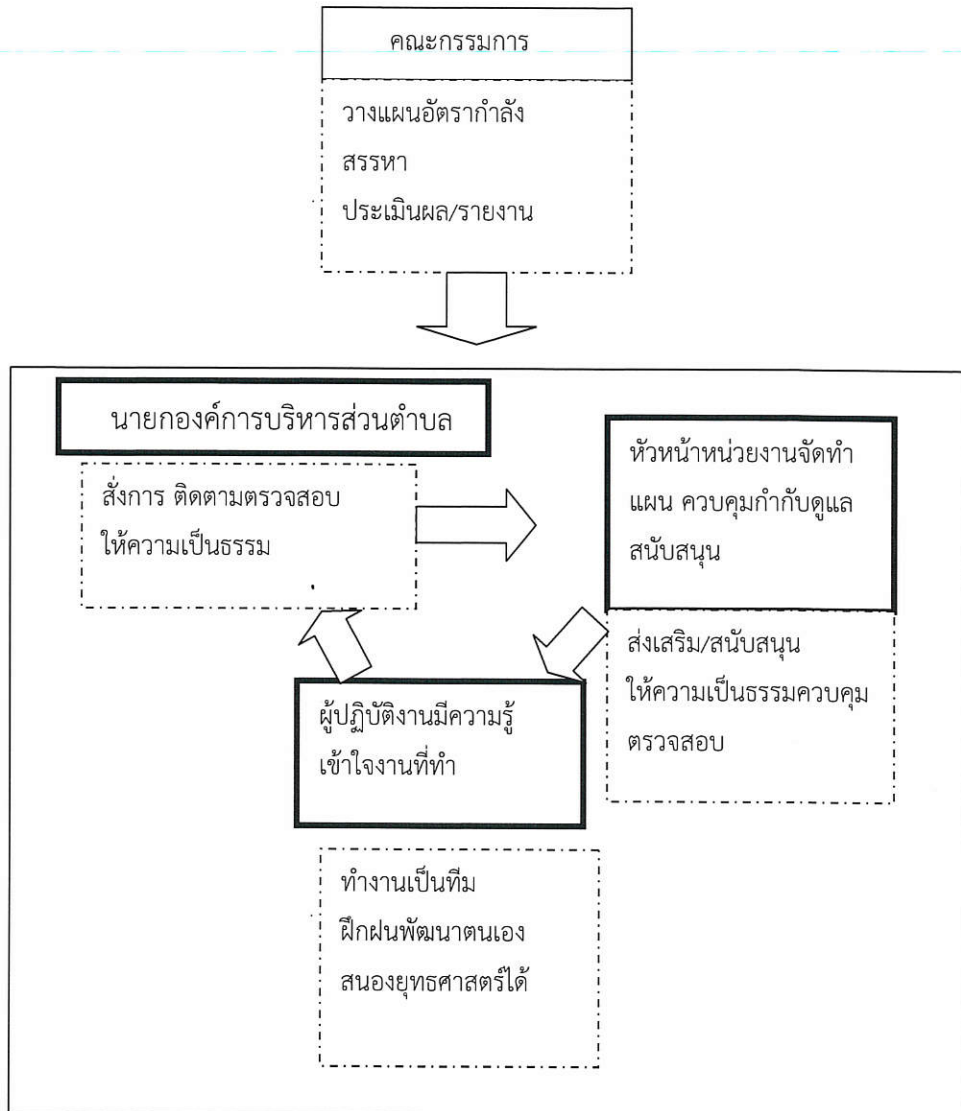 คณะกรรมการ
วางแผนอัตรากำลัง
สรรหา
ประเมินผล/รายงาน
นายกองค์การบริหารส่วนตำบล
สั่งการ ติดตามตรวจสอบ
ให้ความเป็นธรรม
หัวหน้าหน่วยงานจัดทำ
แผน ควบคุมกำกับดูแล
สนับสนุน
ส่งเสริม/สนับสนุน
ให้ความเป็นธรรมควบคุม
ตรวจสอบ
ผู้ปฏิบัติงานมีความรู้
เข้าใจงานที่ทำ
ทำงานเป็นทีม
ฝึกฝนพัฒนาตนเอง
สนองยุทธศาสตร์ได้